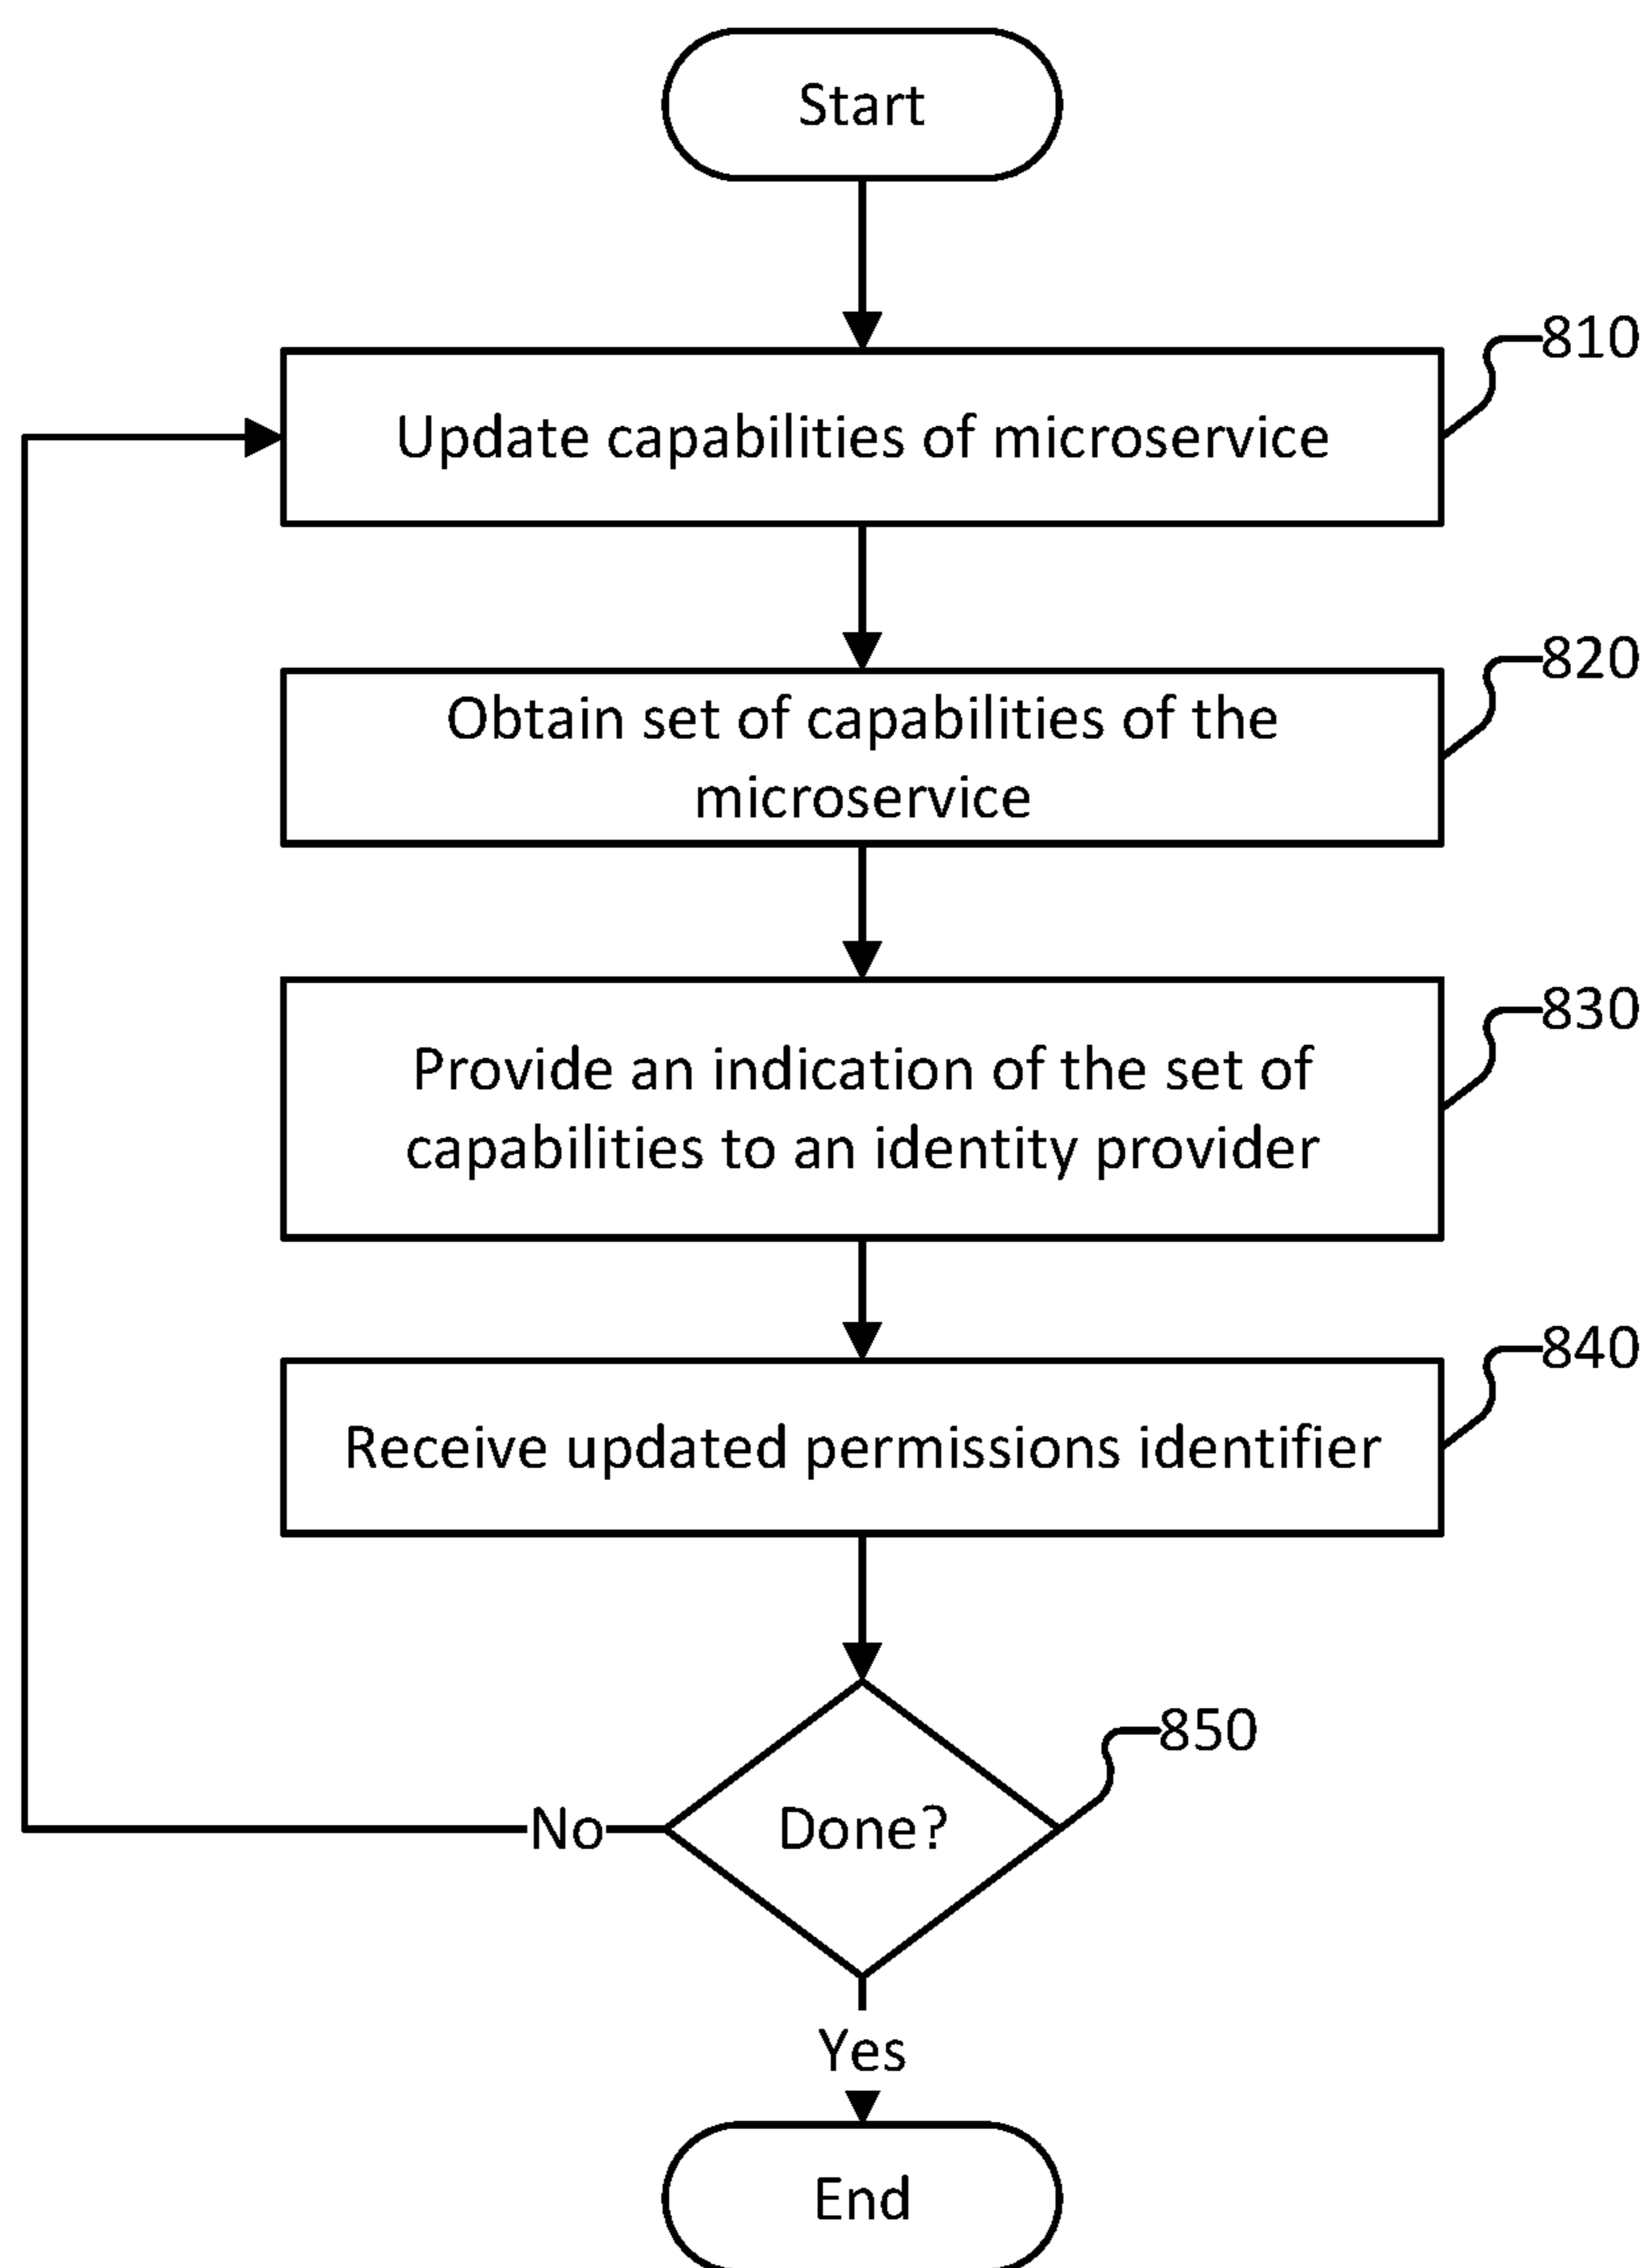 Start
810
Update capabilities of microservice
820
Obtain set of capabilities of the
microservice
830
Provide an indication of the set of
capabilities to an identity provider
840
Receive updated permissions identifier
850
Done?
No
Yes
End